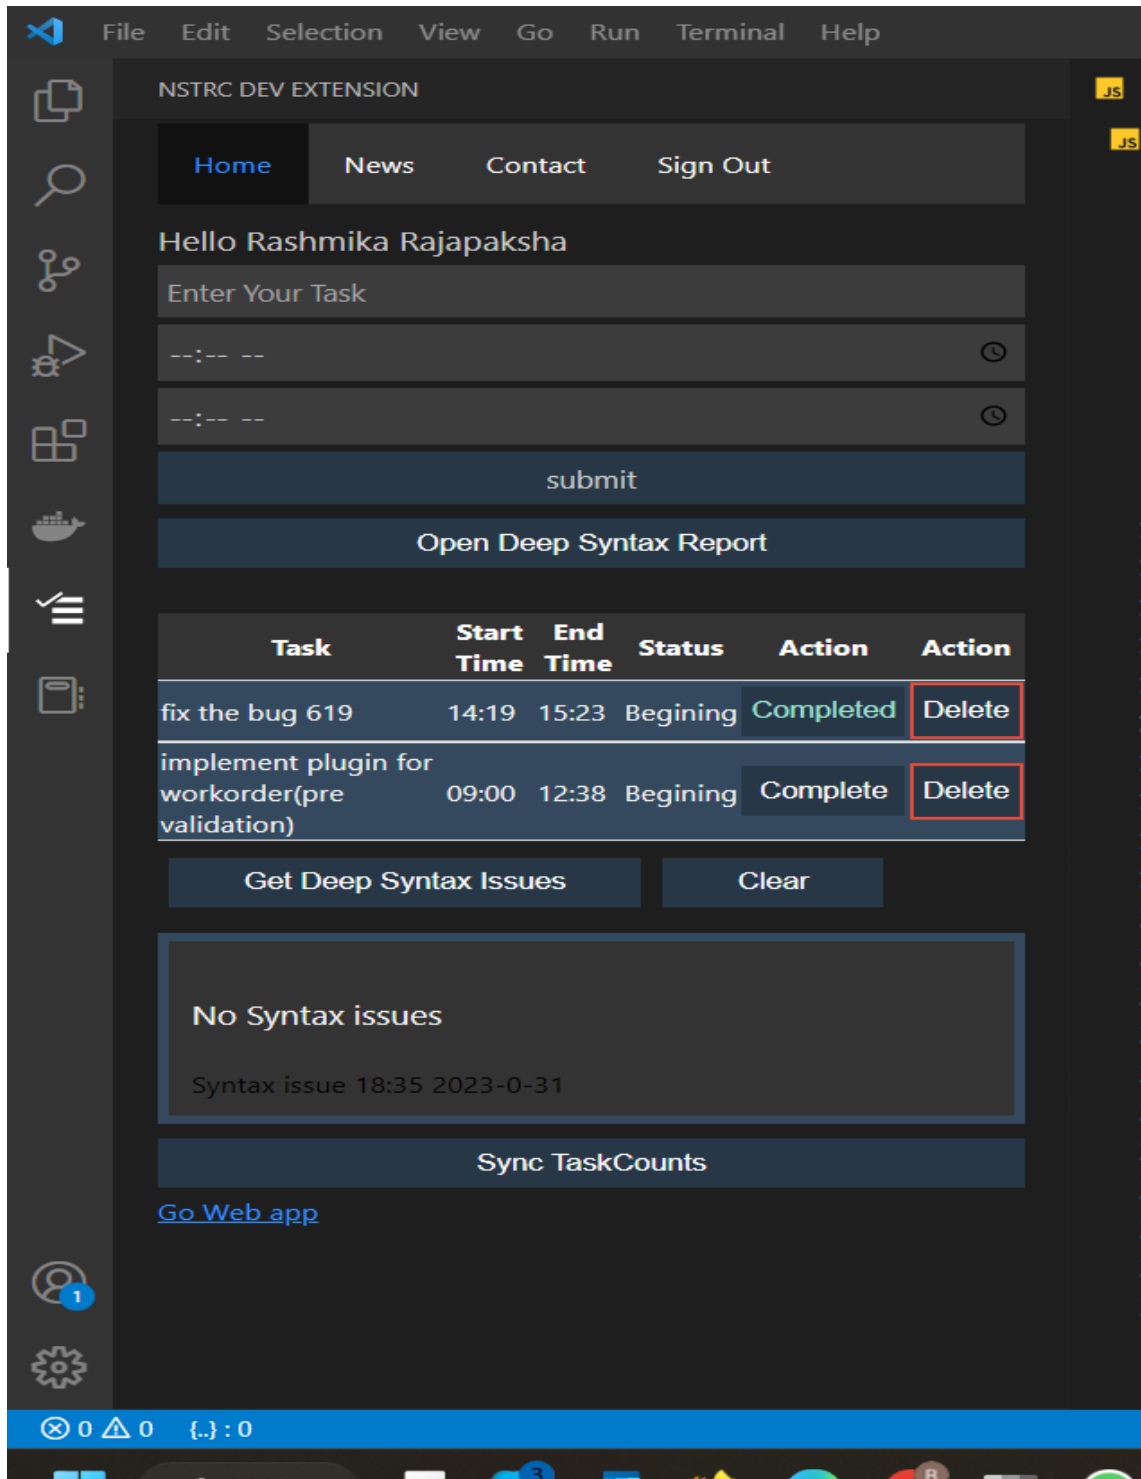 File Edit Selection View Go Run Terminal Help
NSTRC DEV EXTENSION
JS
JS
Home News Contact Sign Out
Hello Rashmika Rajapaksha
Enter Your Task
--:-- --
--:-- --
submit
Open Deep Syntax Report
Task Start Time End Time Status Action Action
fix the bug 619 14:19 15:23 Begining Completed Delete
implement plugin for
workorder(pre 09:00 12:38 Begining Complete Delete
validation)
Get Deep Syntax Issues Clear
No Syntax issues
Syntax issue 18:35 2023-0-31
Sync TaskCounts
Go Web app
1
0 0 {..} : 0
3 B